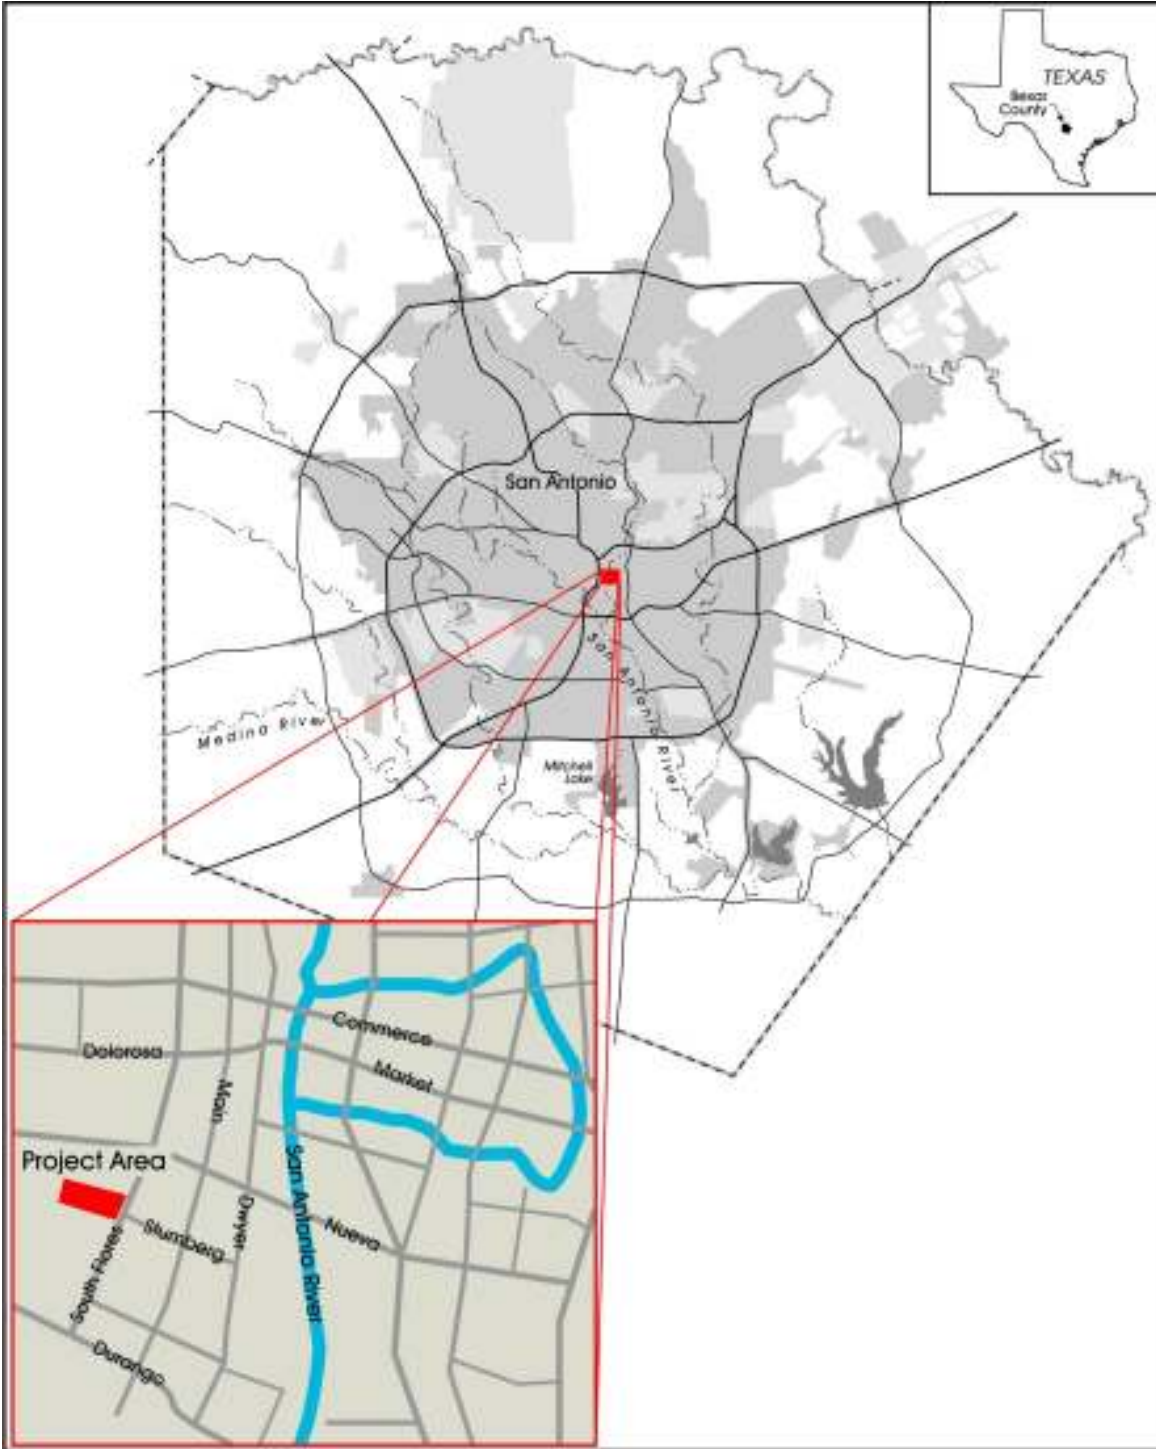 TEXAS
Bexar
County
San Antonio
San Antonio River
Medina River
Mitchell
Lake
Commerce
Dolorosa
Market
Main
Project Area
San Antonio River
Dwyer
Nueva
Stumberg
South Flores
Durango